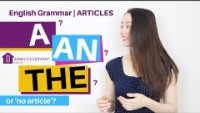 English Grammar | ARTICLES
A ?
AN ?
THE ?
or 'no article'?